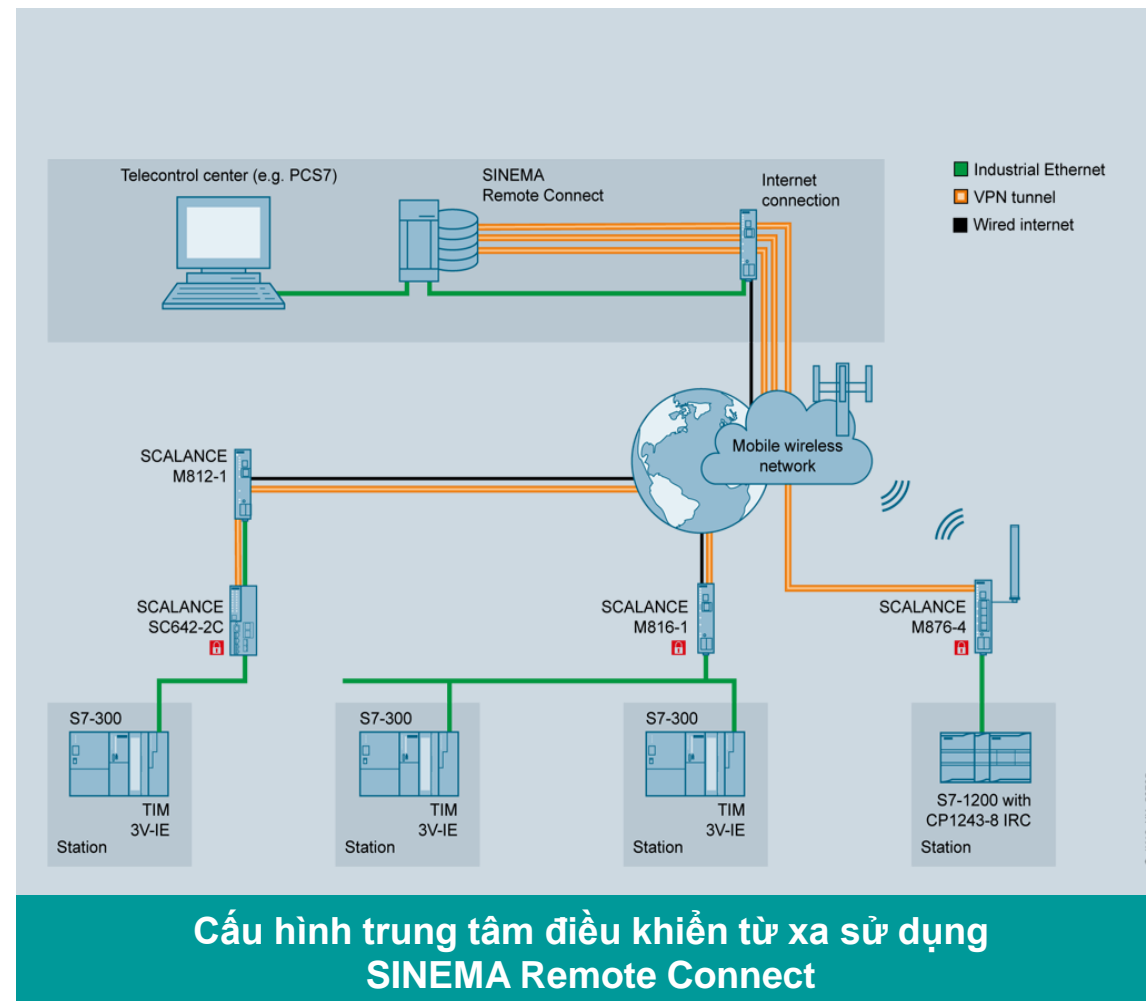 Telecontrol center (e.g. PCS7)
SINEMA
Remote Connect
Internet
connection
Industrial Ethernet
VPN tunnel
Wired internet
Mobile wireless
network
SCALANCE
M812-1
SCALANCE
SC642-2C
SCALANCE
M816-1
SCALANCE
M876-4
S7-300
TIM
3V-IE
Station
S7-300
TIM
3V-IE
Station
S7-300
TIM
3V-IE
Station
S7-1200 with
CP1243-8 IRC
Station
Cấu hình trung tâm điều khiển từ xa sử dụng
SINEMA Remote Connect